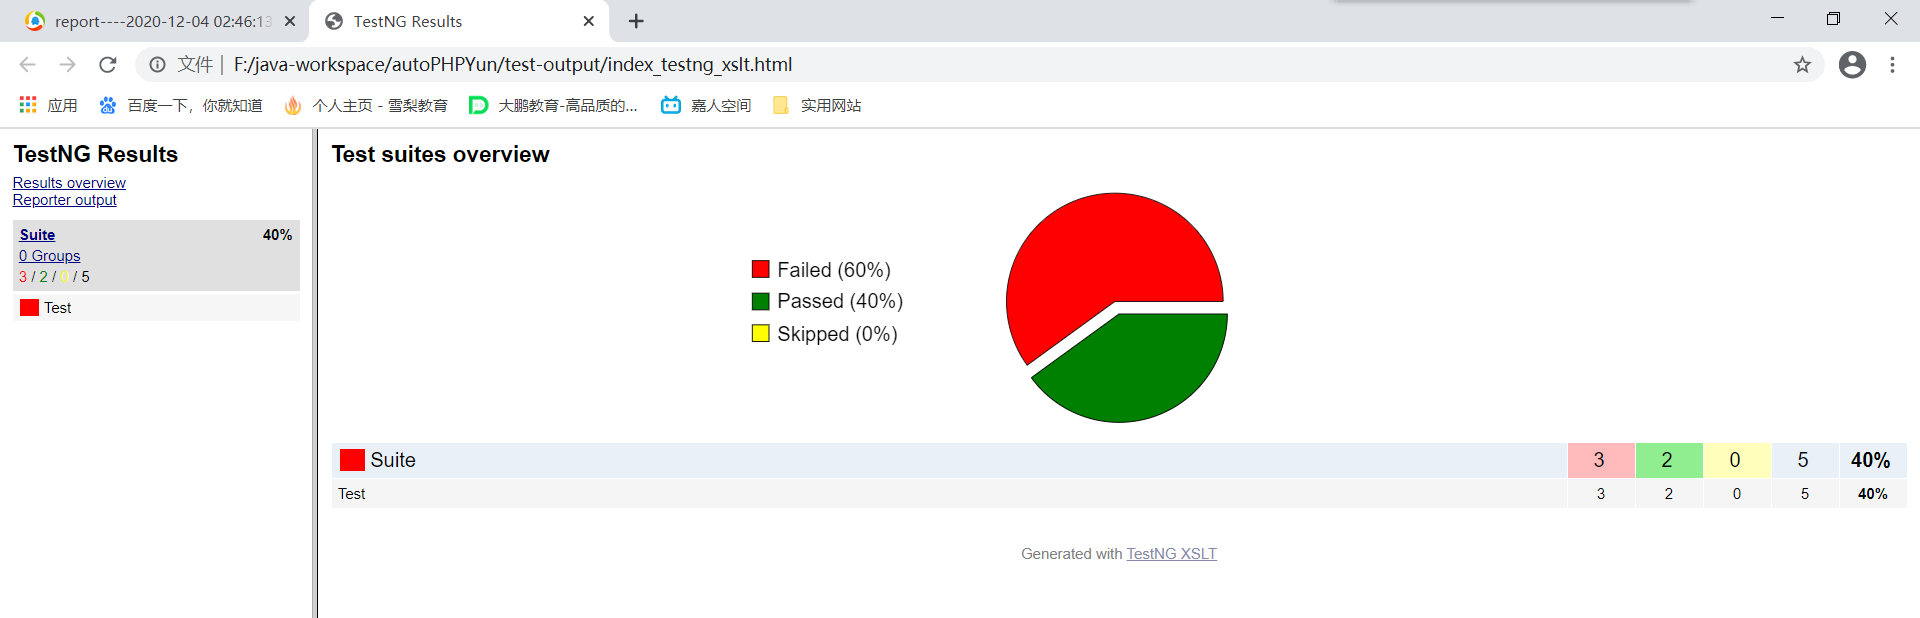 report----2020-12-04 02:46:13
TestNG Results
文件 | F:/java-workspace/autoPHPYun/test-output/index_testng_xslt.html
应用 百度一下，你就知道 个人主页 - 雪梨教育 大鹏教育-高品质的... 嘉人空间 实用网站
TestNG Results
Results overview
Reporter output
Suite 40%
0 Groups
3 / 2 / 0 / 5
Test
Test suites overview
Failed (60%)
Passed (40%)
Skipped (0%)
Suite 3 2 0 5 40%
Test 3 2 0 5 40%
Generated with TestNG XSLT